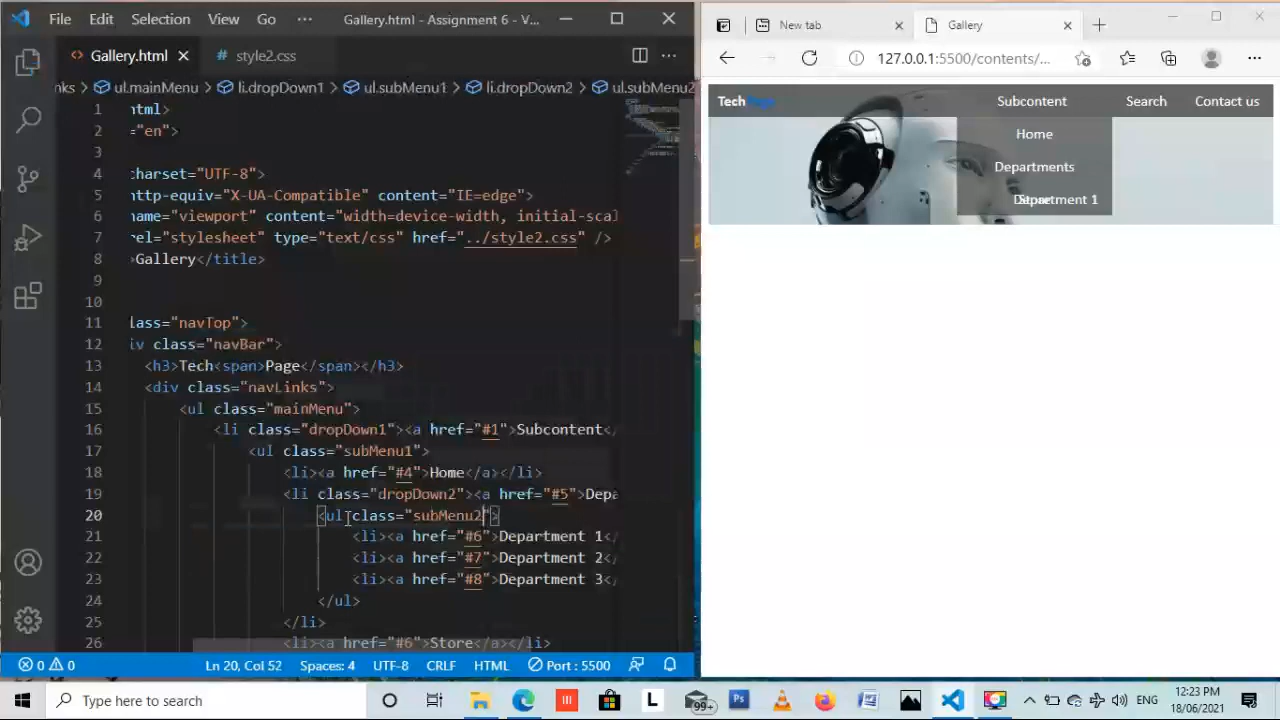 File Edit Selection View Go ··· Gallery.html - Assignment 6 - V...
Gallery.html style2.css
nks > ul.mainMenu > li.dropDown1 > ul.subMenu1 > li.dropDown2 > ul.subMenu2
1 html>
2 ="en">
3
4 charset="UTF-8">
5 http-equiv="X-UA-Compatible" content="IE=edge">
6 name="viewport" content="width=device-width, initial-scal
7 rel="stylesheet" type="text/css" href="../style2.css" />
8 >Gallery</title>
9
10
11 lass="navTop">
12 iv class="navBar">
13 <h3>Tech<span>Page</span></h3>
14 <div class="navLinks">
15 <ul class="mainMenu">
16 <li class="dropDown1"><a href="#1">Subcontent</
17 <ul class="subMenu1">
18 <li><a href="#4">Home</a></li>
19 <li class="dropDown2"><a href="#5">Depa
20 <ul class="subMenu2">
21 <li><a href="#6">Department 1</
22 <li><a href="#7">Department 2</
23 <li><a href="#8">Department 3</
24 </ul>
25 </li>
26 <li><a href="#6">Store</a></li>
0 0 Ln 20, Col 52 Spaces: 4 UTF-8 CRLF HTML Port : 5500
New tab Gallery
127.0.0.1:5500/contents/...
TechPage Subcontent Search Contact us
Home
Departments
Department 1
Store
Type here to search L 99+ Ps ENG 12:23 PM
18/06/2021